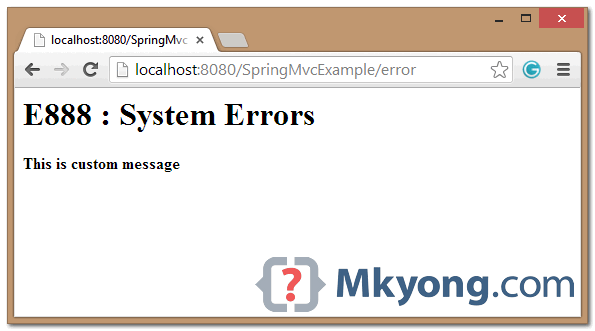 localhost:8080/SpringMvc
localhost:8080/SpringMvcExample/error
E888 : System Errors
This is custom message
Mkyong.com